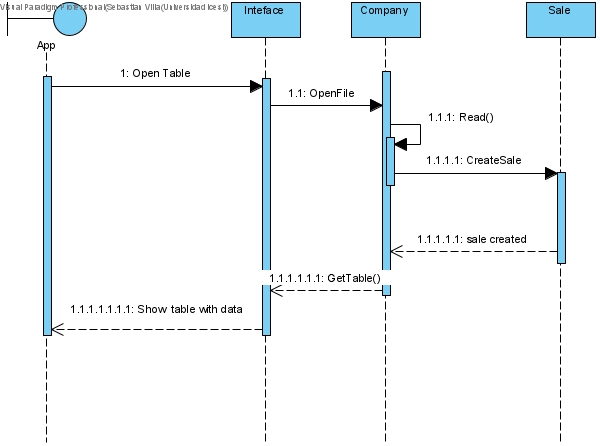 Visual Paradigm Professional(Sebastian Villa(Universidad Icesi))
App
Inteface
Company
Sale
1: Open Table
1.1: OpenFile
1.1.1: Read()
1.1.1.1: CreateSale
1.1.1.1.1: sale created
1.1.1.1.1.1: GetTable()
1.1.1.1.1.1.1: Show table with data